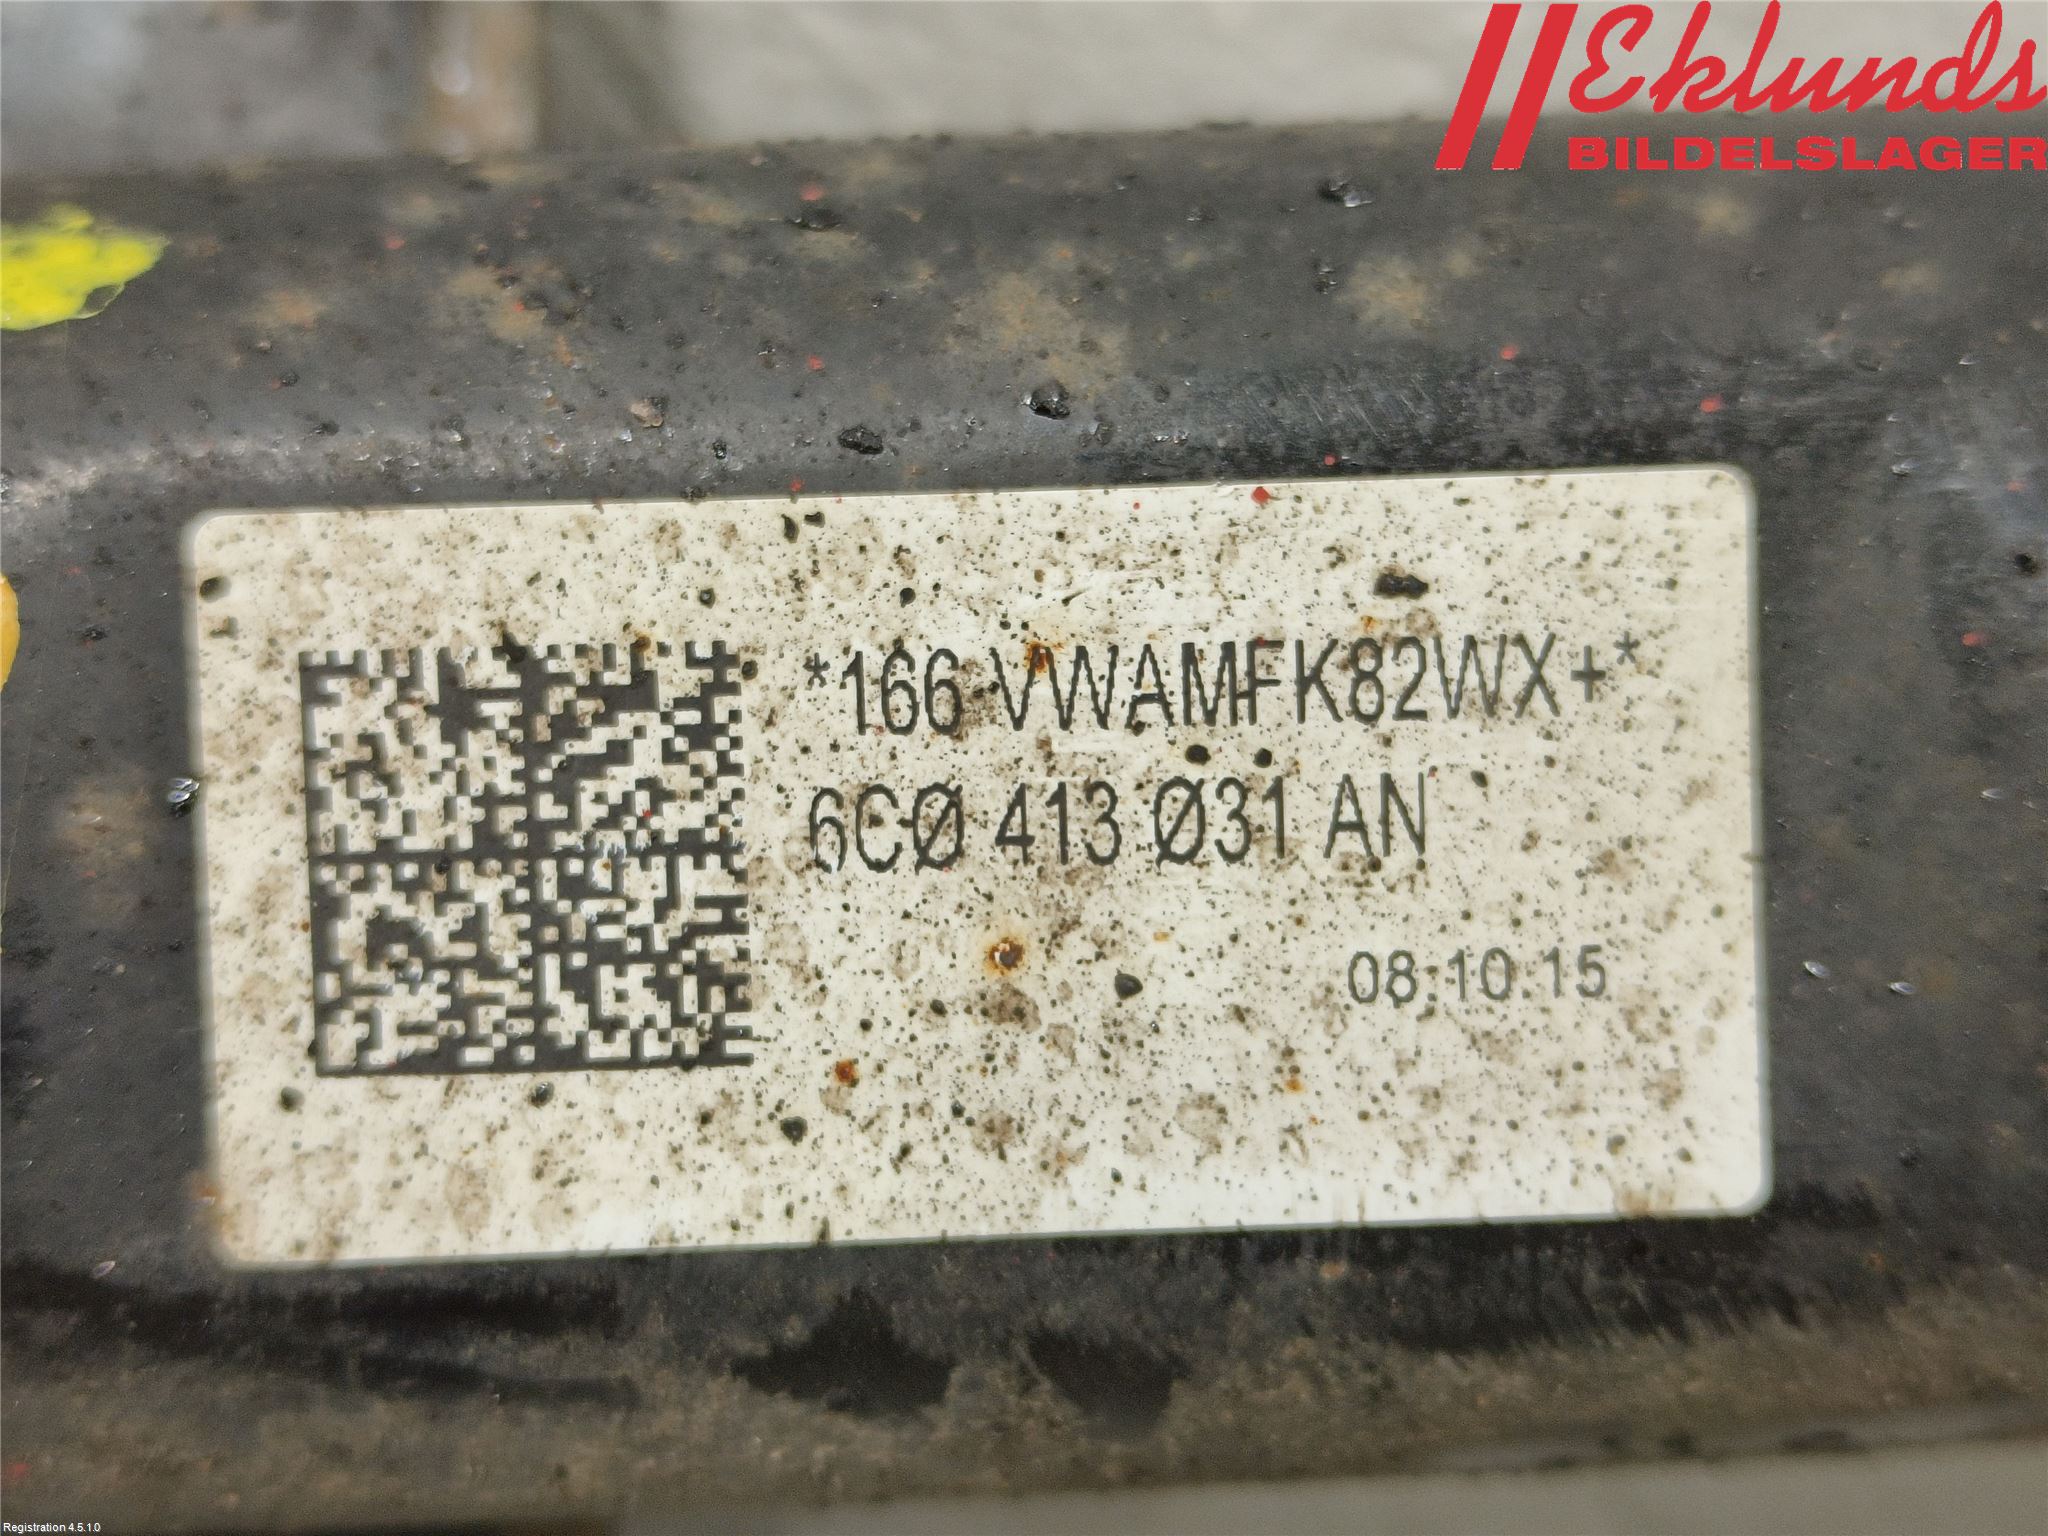 Eklunds
BILDELSLAGER
*166 VWAMFK82WX+*
6CØ 413 Ø31 AN
08.10.15
Registration 4.5.1.0